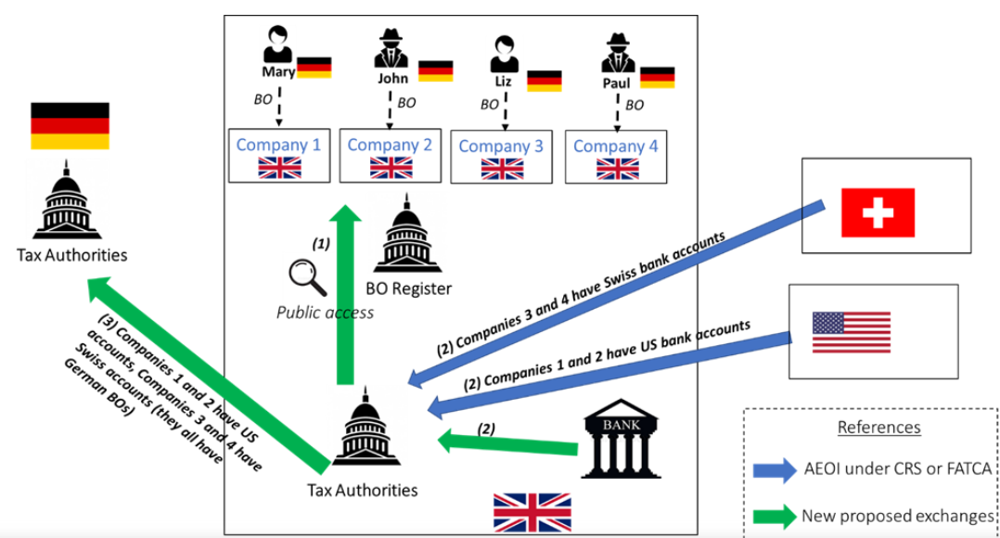 Mary
John
Liz
Paul
BO
BO
BO
BO
Company 1
Company 2
Company 3
Company 4
Tax Authorities
(1)
BO Register
Public access
(2) Companies 3 and 4 have Swiss bank accounts
(2) Companies 1 and 2 have US bank accounts
(3) Companies 1 and 2 have US
accounts, Companies 3 and 4 have
Swiss accounts (they all have
German BOs)
BANK
(2)
Tax Authorities
References
AEOI under CRS or FATCA
New proposed exchanges